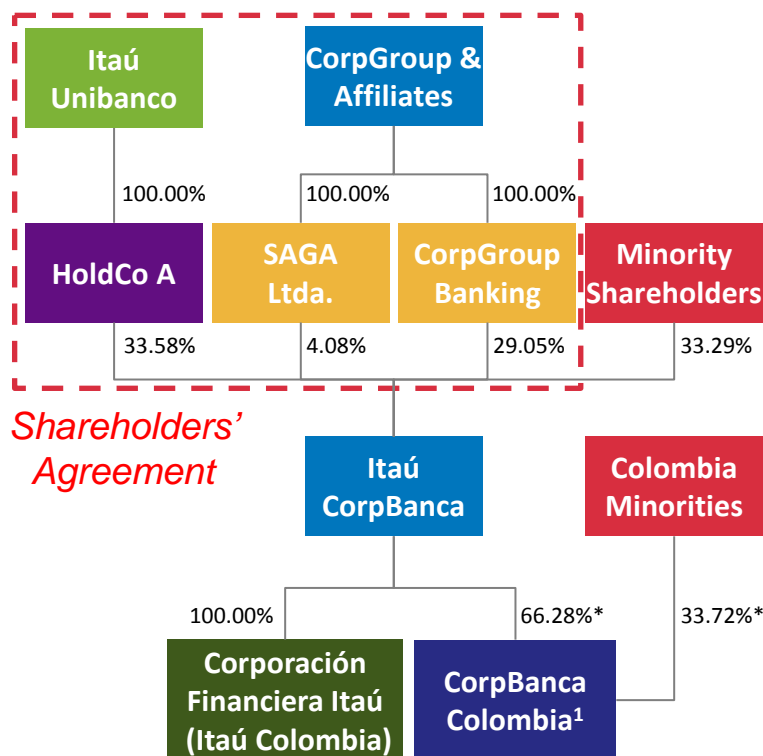 Itaú
Unibanco
CorpGroup &
Affiliates
100.00%
100.00%
100.00%
HoldCo A
SAGA
Ltda.
CorpGroup
Banking
Minority
Shareholders
33.58%
4.08%
29.05%
33.29%
Shareholders’
Agreement
Itaú
CorpBanca
Colombia
Minorities
100.00%
66.28%*
33.72%*
Corporación
Financiera Itaú
(Itaú Colombia)
CorpBanca
Colombia¹